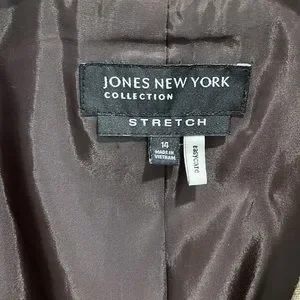 JONES NEW YORK
COLLECTION
STRETCH
14
MADE IN
VIETNAM